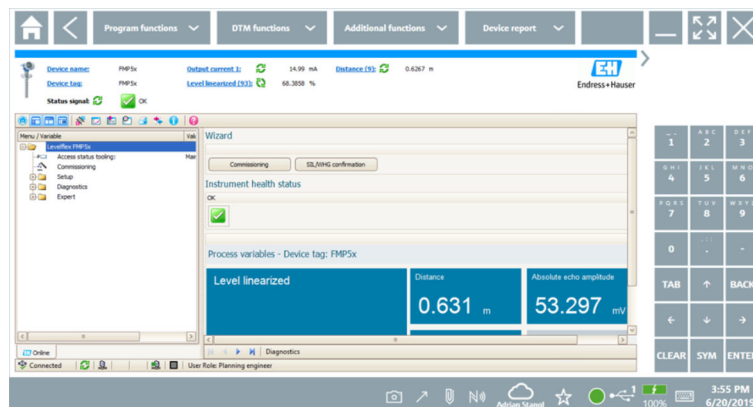 Program functions
DTM functions
Additional functions
Device report
Device name: FMP5x Output current 1: 14.99 mA Distance (9): 0.6267 m
Device tag: FMP5x Level linearized (93): 68.3858 %
Status signal: OK
Endress+Hauser
Menu / Variable
Levelflex FMP5x
Access status tooling:
Commissioning
Setup
Diagnostics
Expert
Online
Wizard
Commissioning SIL/WHG confirmation
Instrument health status
OK
Process variables - Device tag: FMP5x
Level linearized
Distance
0.631 m
Absolute echo amplitude
53.297 mV
Diagnostics
Connected
User Role: Planning engineer
1
ABC
2
DEF
3
GHI
4
JKL
5
MNO
6
PQRS
7
TUV
8
WXYZ
9
0 . -
TAB BACK
CLEAR SYM ENTER
Adrian Stanol
1
100%
3:55 PM
6/20/2019